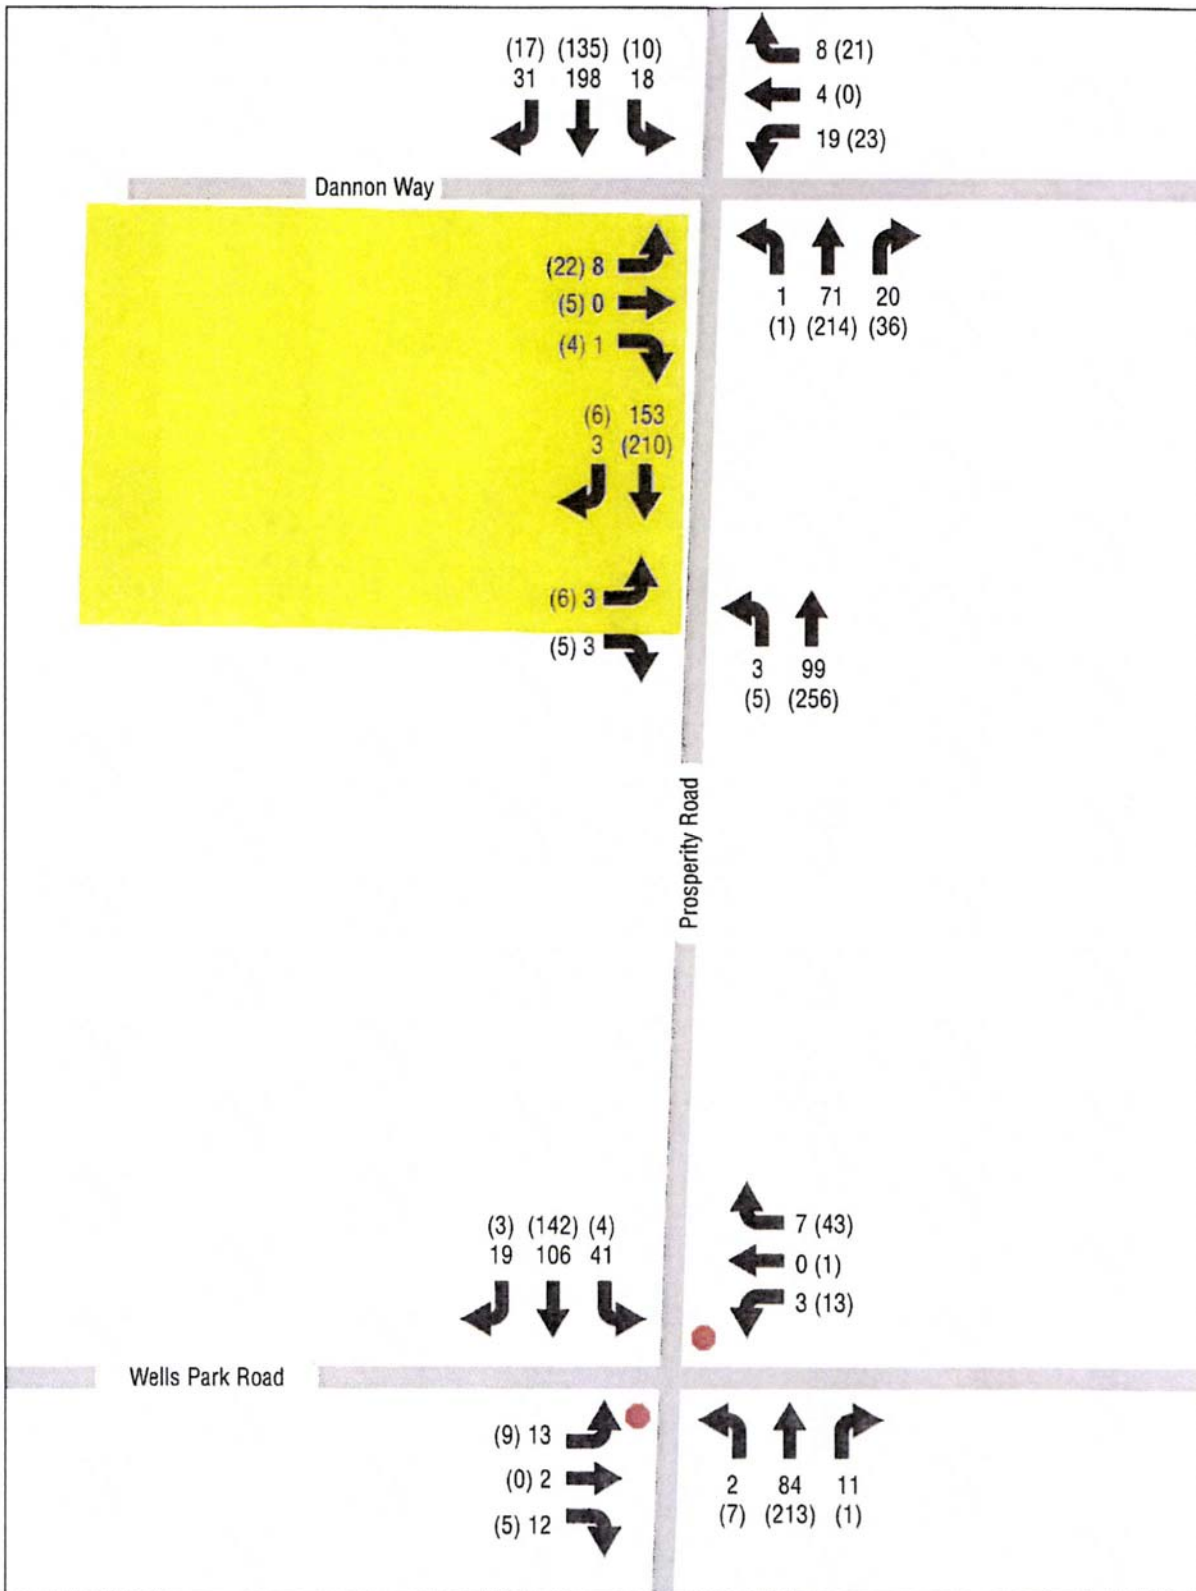 (17) (135) (10)
31 198 18
8 (21)
4 (0)
19 (23)
Dannon Way
(22) 8
(5) 0
(4) 1
1 71 20
(1) (214) (36)
(6) 153
3 (210)
(6) 3
(5) 3
3 99
(5) (256)
Prosperity Road
(3) (142) (4)
19 106 41
7 (43)
0 (1)
3 (13)
Wells Park Road
(9) 13
(0) 2
(5) 12
2 84 11
(7) (213) (1)